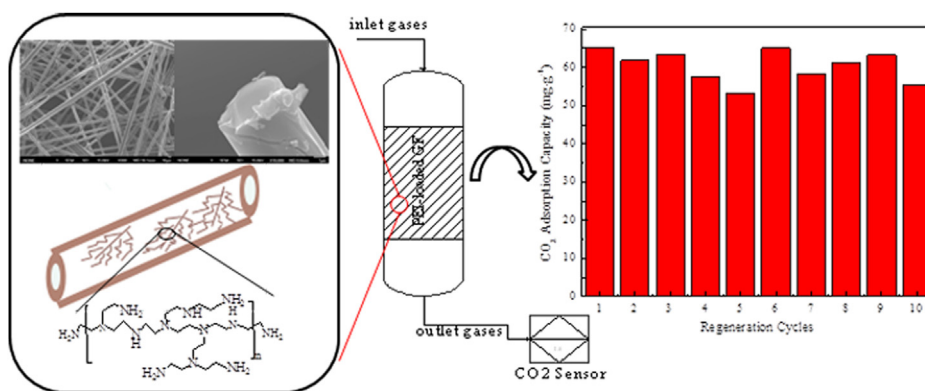 inlet gases
PEI-loaded GF
outlet gases
CO2 Sensor
NH₂
NH₂
NH
H₂N
N
N
N
N
H
N
N
H
NH₂
n
N
H₂N
NH₂
CO₂ Adsorption Capacity (mg·g⁻¹)
70
60
50
40
30
20
10
0
1 2 3 4 5 6 7 8 9 10
Regeneration Cycles